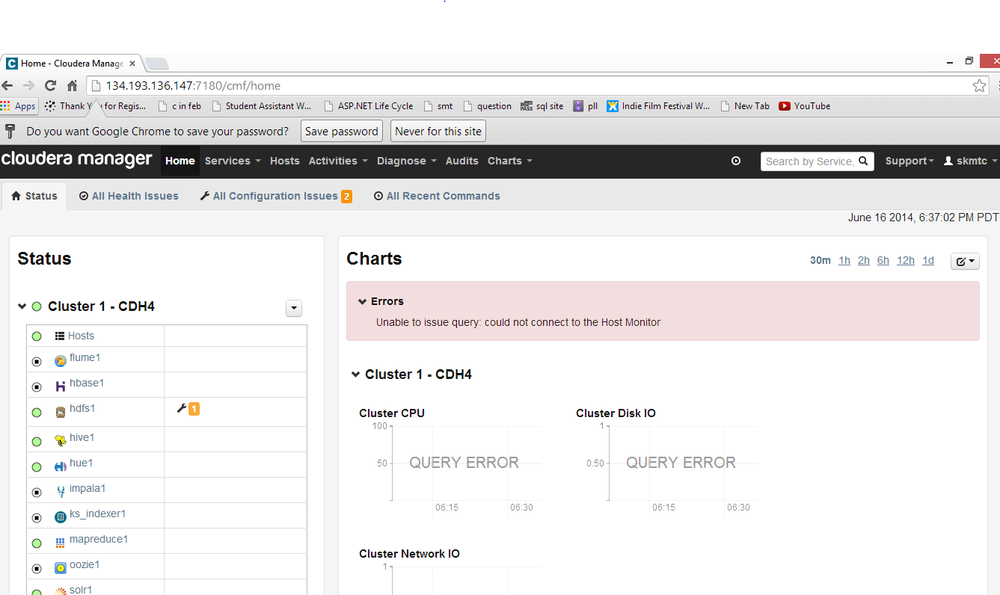 Home - Cloudera Manage
134.193.136.147:7180/cmf/home
Apps Thank Y for Regis... c in feb Student Assistant W... ASP.NET Life Cycle smt question sql site pll Indie Film Festival W... New Tab YouTube
Do you want Google Chrome to save your password? Save password Never for this site
cloudera manager Home Services Hosts Activities Diagnose Audits Charts Search by Service, Support skmtc
Status All Health Issues All Configuration Issues 2 All Recent Commands
June 16 2014, 6:37:02 PM PDT
Status
Cluster 1 - CDH4
Hosts
flume1
hbase1
hdfs1 1
hive1
hue1
impala1
ks_indexer1
mapreduce1
oozie1
solr1
Charts 30m 1h 2h 6h 12h 1d
Errors
Unable to issue query: could not connect to the Host Monitor
Cluster 1 - CDH4
Cluster CPU
100
50
QUERY ERROR
06:15 06:30
Cluster Disk IO
1
0.50
QUERY ERROR
06:15 06:30
Cluster Network IO
1